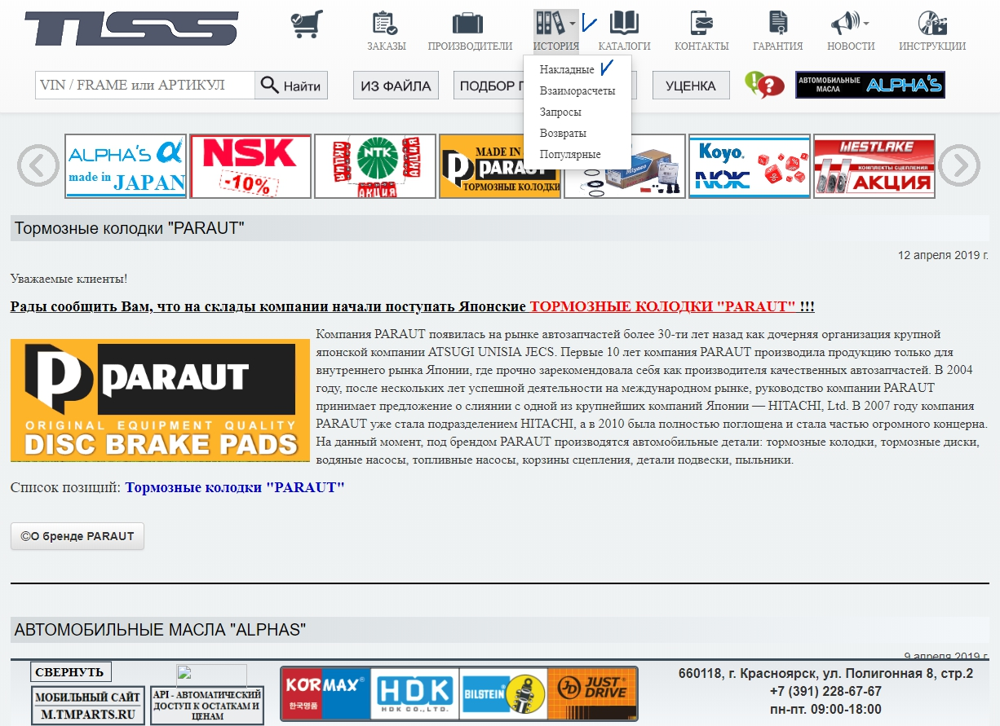 TISS
ЗАКАЗЫ
ПРОИЗВОДИТЕЛИ
ИСТОРИЯ
КАТАЛОГИ
КОНТАКТЫ
ГАРАНТИЯ
НОВОСТИ
ИНСТРУКЦИИ
Накладные
Взаиморасчеты
Запросы
Возвраты
Популярные
VIN / FRAME или АРТИКУЛ
Найти
ИЗ ФАЙЛА
ПОДБОР
УЦЕНКА
АВТОМОБИЛЬНЫЕ
МАСЛА
ALPHA'S
ALPHA'S α
made in
JAPAN
NSK
-10%
NTK
АКЦИЯ
АКЦИЯ
АКЦИЯ
MADE IN
PARAUT
ТОРМОЗНЫЕ КОЛОДКИ
Miyaco
Koyo
NOK
WESTLAKE
КОМПЛЕКТЫ СЦЕПЛЕНИЯ
АКЦИЯ
Тормозные колодки "PARAUT"
12 апреля 2019 г.
Уважаемые клиенты!
Рады сообщить Вам, что на склады компании начали поступать Японские ТОРМОЗНЫЕ КОЛОДКИ "PARAUT" !!!
PARAUT
ORIGINAL EQUIPMENT QUALITY
DISC BRAKE PADS
Компания PARAUT появилась на рынке автозапчастей более 30-ти лет назад как дочерняя организация крупной
японской компании ATSUGI UNISIA JECS. Первые 10 лет компания PARAUT производила продукцию только для
внутреннего рынка Японии, где прочно зарекомендовала себя как производителя качественных автозапчастей. В 2004
году, после нескольких лет успешной деятельности на международном рынке, руководство компании PARAUT
принимает предложение о слиянии с одной из крупнейших компаний Японии — HITACHI, Ltd. В 2007 году компания
PARAUT уже стала подразделением HITACHI, а в 2010 была полностью поглощена и стала частью огромного концерна.
На данный момент, под брендом PARAUT производятся автомобильные детали: тормозные колодки, тормозные диски,
водяные насосы, топливные насосы, корзины сцепления, детали подвески, пыльники.
Список позиций: Тормозные колодки "PARAUT"
©О бренде PARAUT
АВТОМОБИЛЬНЫЕ МАСЛА "ALPHAS"
9 апреля 2019 г.
СВЕРНУТЬ
МОБИЛЬНЫЙ САЙТ
M.TMPARTS.RU
API - АВТОМАТИЧЕСКИЙ
ДОСТУП К ОСТАТКАМ И
ЦЕНАМ
KORMAX®
한국명품
HDK
HDK CO.,LTD.
BILSTEIN
JD JUST
DRIVE
660118, г. Красноярск, ул. Полигонная 8, стр.2
+7 (391) 228-67-67
пн-пт. 09:00-18:00